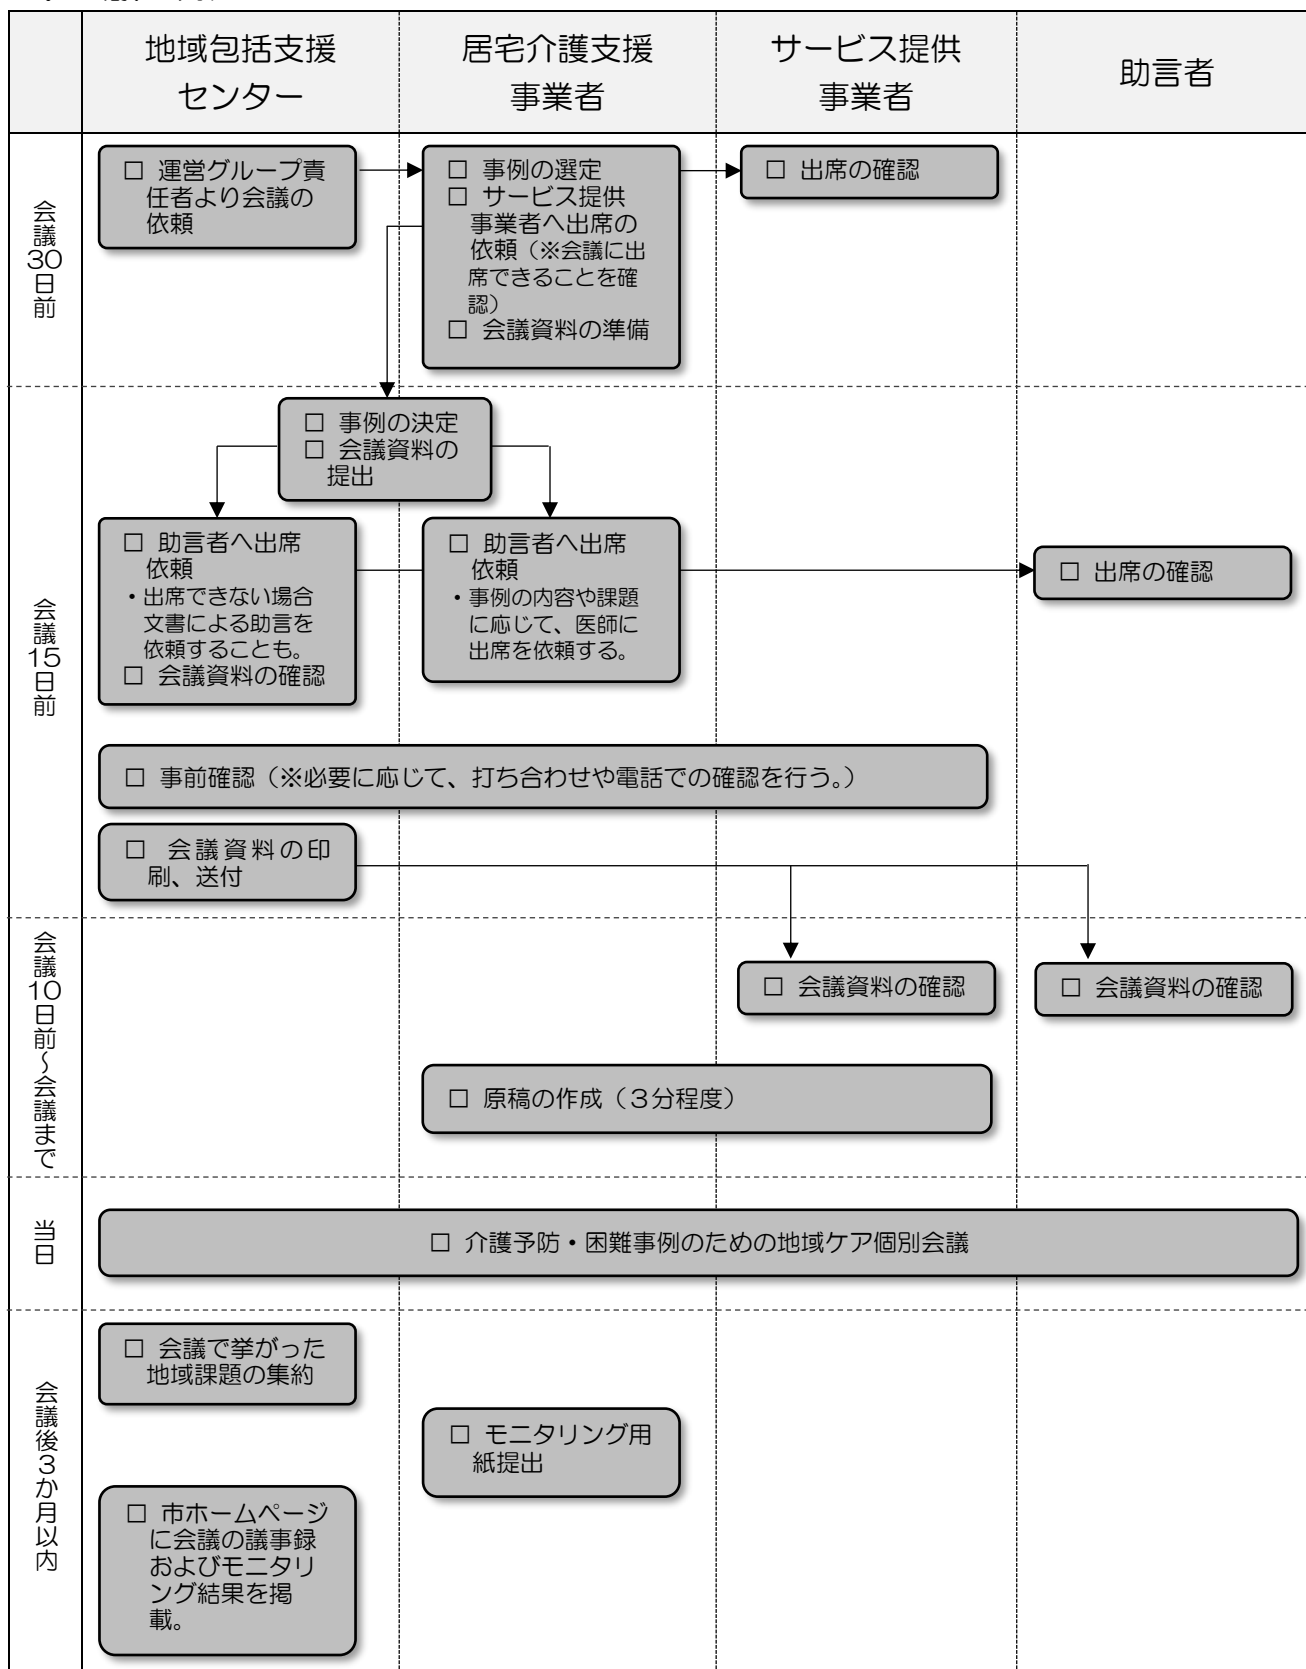 地域包括支援
センター
居宅介護支援
事業者
サービス提供
事業者
助言者
会議30日前
□ 運営グループ責
任者より会議の
依頼
□ 事例の選定
□ サービス提供
事業者へ出席の
依頼（※会議に出
席できることを確
認）
□ 会議資料の準備
□ 出席の確認
会議15日前
□ 事例の決定
□ 会議資料の
提出
□ 助言者へ出席
依頼
・出席できない場合
文書による助言を
依頼することも。
□ 会議資料の確認
□ 助言者へ出席
依頼
・事例の内容や課題
に応じて、医師に
出席を依頼する。
□ 出席の確認
□ 事前確認（※必要に応じて、打ち合わせや電話での確認を行う。）
□ 会議資料の印
刷、送付
会議10日前～会議まで
□ 会議資料の確認
□ 会議資料の確認
□ 原稿の作成（３分程度）
当日
□ 介護予防・困難事例のための地域ケア個別会議
会議後３か月以内
□ 会議で挙がった
地域課題の集約
□ モニタリング用
紙提出
□ 市ホームページ
に会議の議事録
およびモニタリ
ング結果を掲
載。